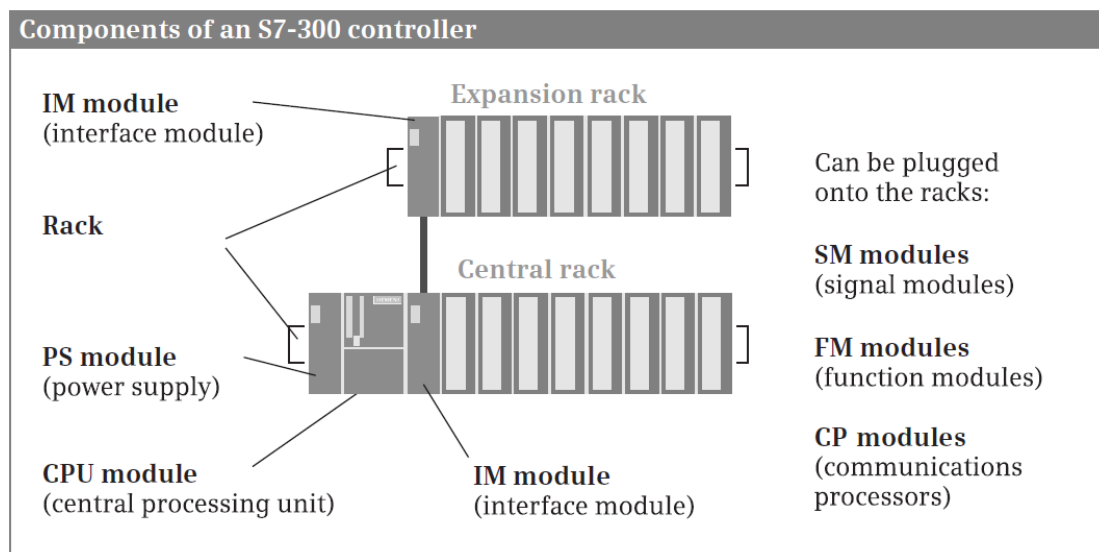 Components of an S7-300 controller
IM module
(interface module)
Expansion rack
Can be plugged
onto the racks:
Rack
Central rack
SM modules
(signal modules)
PS module
(power supply)
FM modules
(function modules)
CPU module
(central processing unit)
IM module
(interface module)
CP modules
(communications
processors)